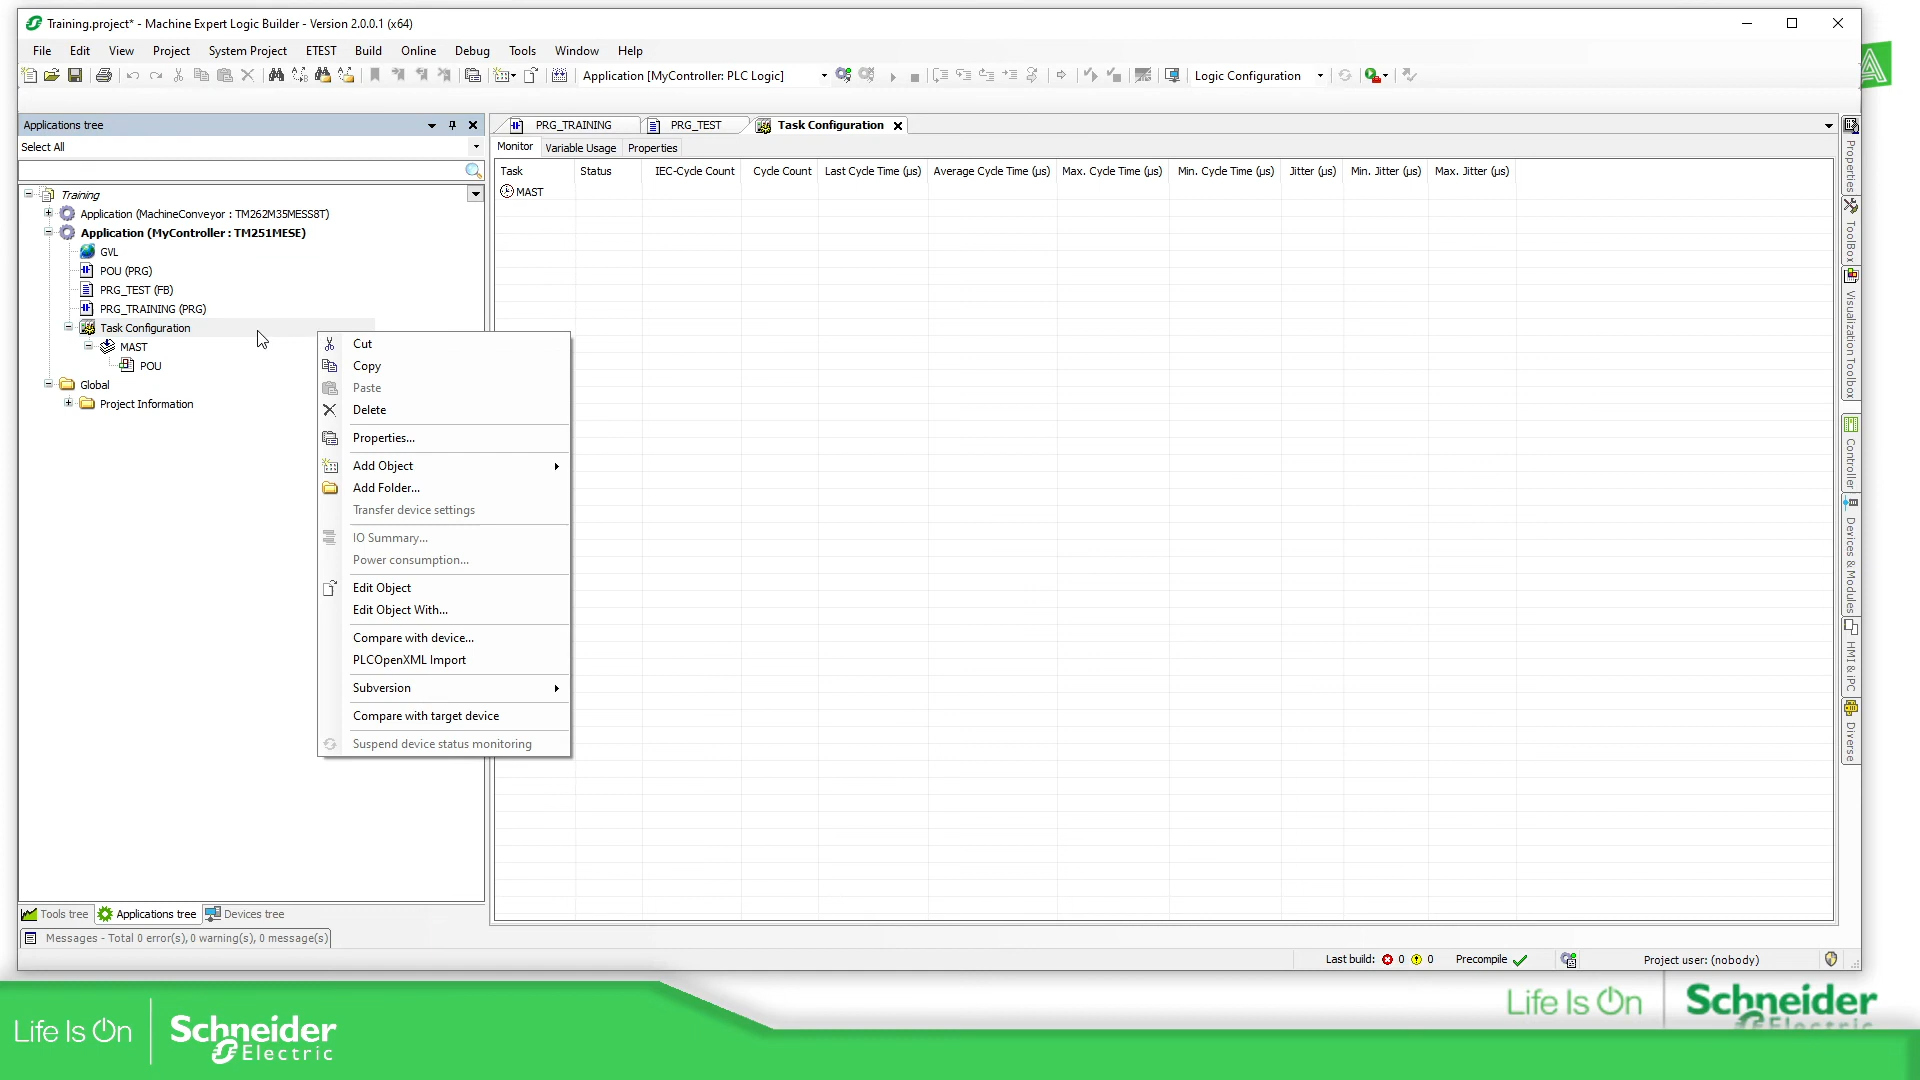 Training.project* - Machine Expert Logic Builder - Version 2.0.0.1 (x64)
File Edit View Project System Project ETEST Build Online Debug Tools Window Help
Application [MyController: PLC Logic] Logic Configuration
Applications tree
Select All
Training
Application (MachineConveyor : TM262M35MESS8T)
Application (MyController : TM251MESE)
GVL
POU (PRG)
PRG_TEST (FB)
PRG_TRAINING (PRG)
Task Configuration
MAST
POU
Global
Project Information
Cut
Copy
Paste
Delete
Properties...
Add Object
Add Folder...
Transfer device settings
IO Summary...
Power consumption...
Edit Object
Edit Object With...
Compare with device...
PLCOpenXML Import
Subversion
Compare with target device
Suspend device status monitoring
PRG_TRAINING PRG_TEST Task Configuration
Monitor Variable Usage Properties
Task Status IEC-Cycle Count Cycle Count Last Cycle Time (µs) Average Cycle Time (µs) Max. Cycle Time (µs) Min. Cycle Time (µs) Jitter (µs) Min. Jitter (µs) Max. Jitter (µs)
MAST
Properties
ToolBox
Visualization Toolbox
Controller
Devices & Modules
HMI & iPC
Diverse
Tools tree Applications tree Devices tree
Messages - Total 0 error(s), 0 warning(s), 0 message(s)
Last build: 0 0 Precompile Project user: (nobody)
Life Is On Schneider Electric
Life Is On Schneider Electric